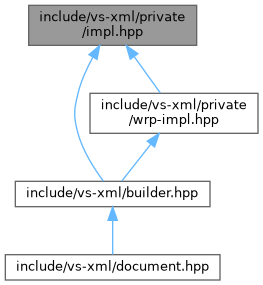 include/vs-xml/private
/impl.hpp
include/vs-xml/private
/wrp-impl.hpp
include/vs-xml/builder.hpp
include/vs-xml/document.hpp